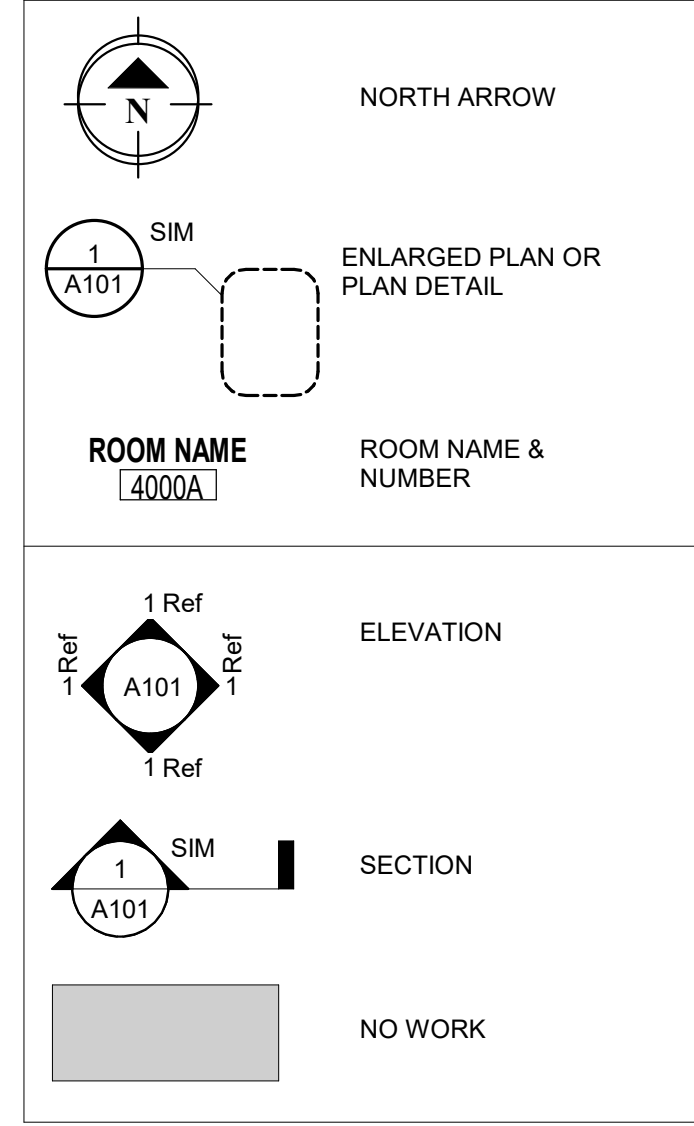 N
NORTH ARROW
1
A101
SIM
ENLARGED PLAN OR
PLAN DETAIL
ROOM NAME
4000A
ROOM NAME &
NUMBER
1 Ref
1 Ref
A101
1 Ref
1 Ref
ELEVATION
1
A101
SIM
SECTION
NO WORK